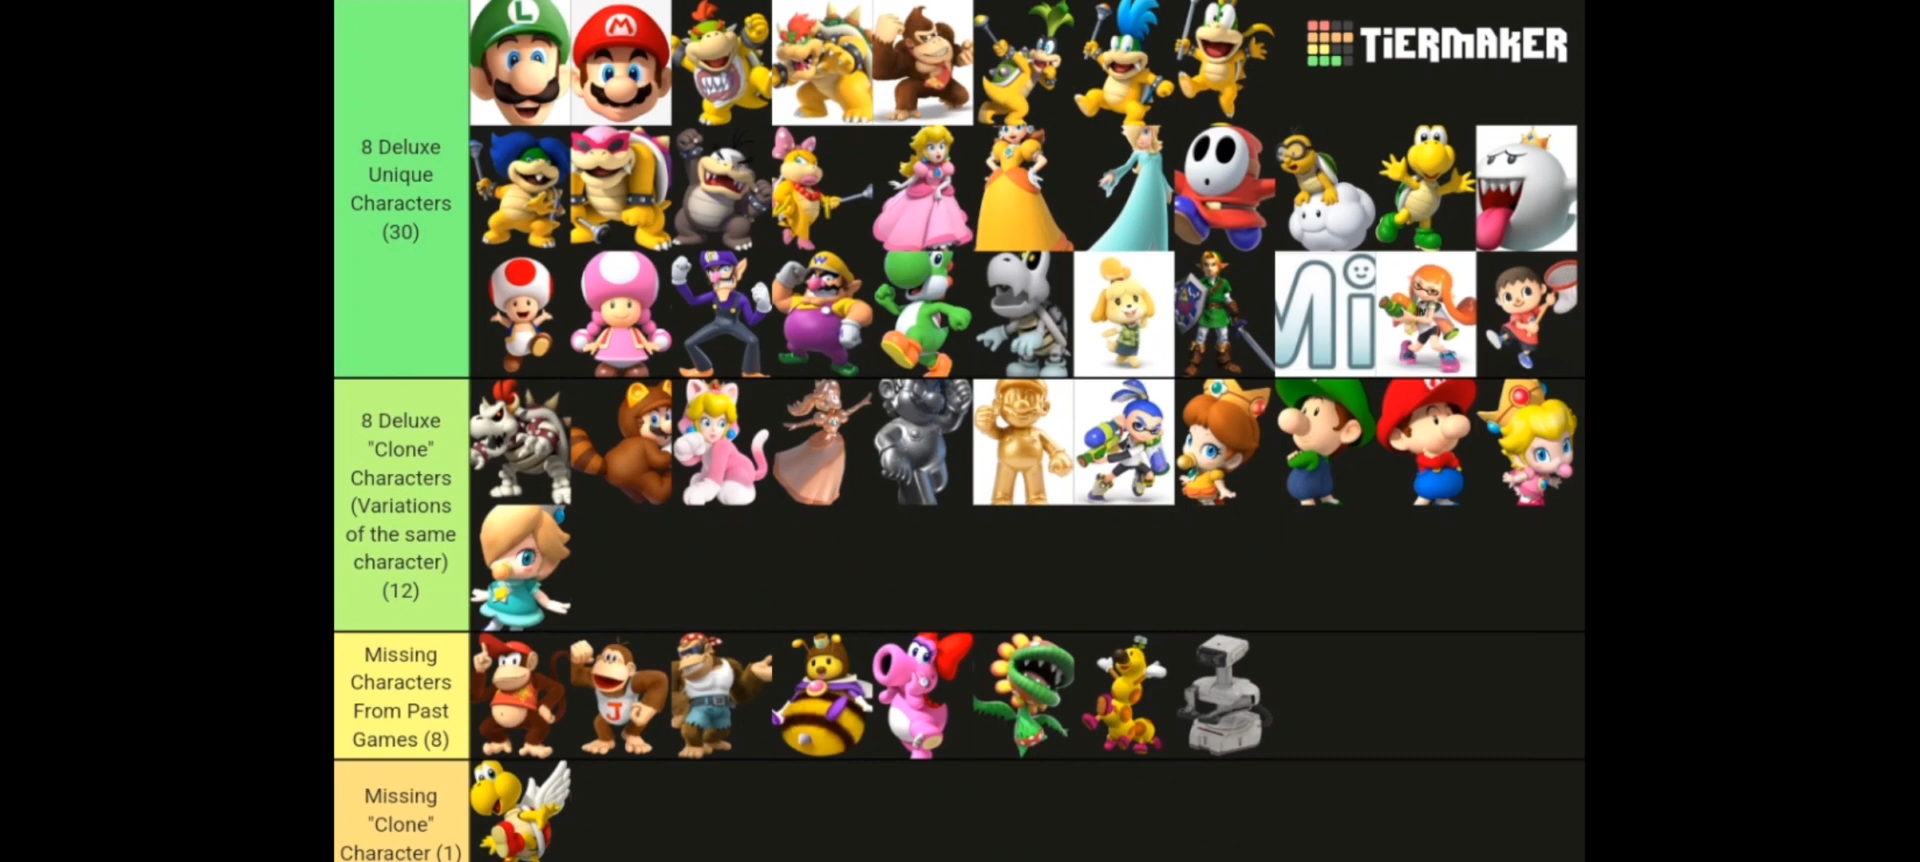 TiERMAKER
8 Deluxe
Unique
Characters
(30)
Mii
8 Deluxe
"Clone"
Characters
(Variations
of the same
character)
(12)
Missing
Characters
From Past
Games (8)
Missing
"Clone"
Character (1)